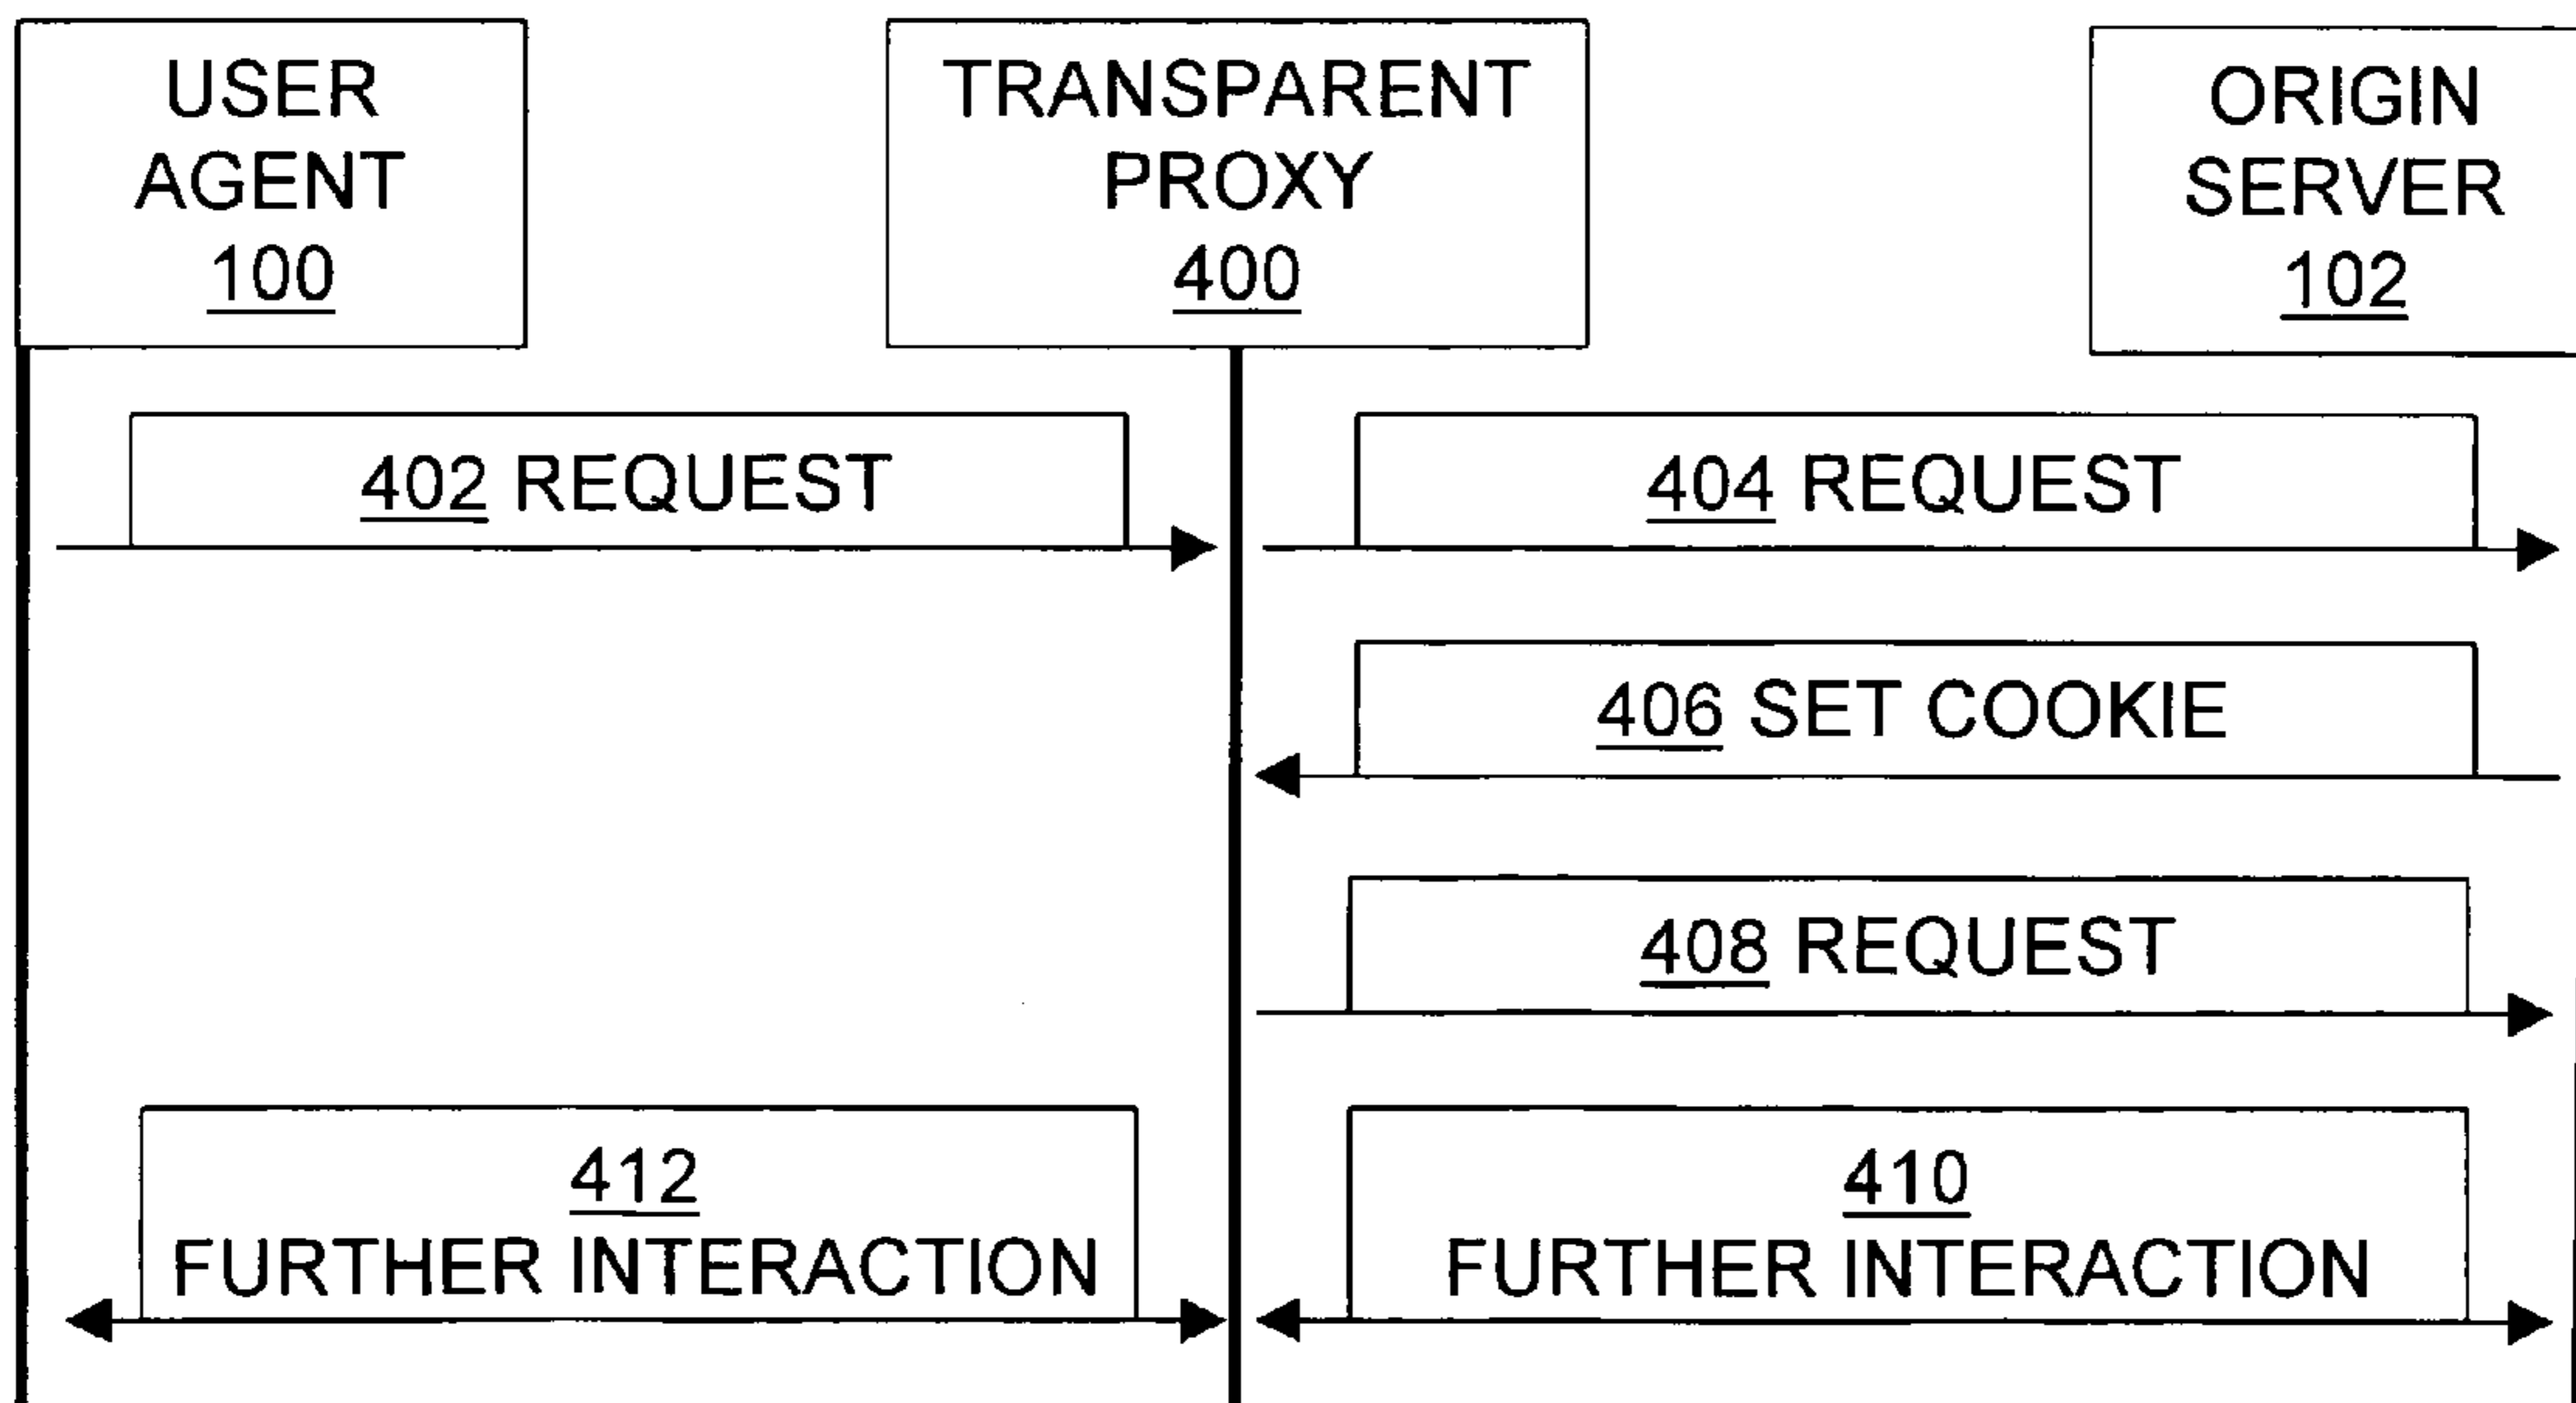 USER
AGENT
100
TRANSPARENT
PROXY
400
ORIGIN
SERVER
102
402 REQUEST
404 REQUEST
406 SET COOKIE
408 REQUEST
412
FURTHER INTERACTION
410
FURTHER INTERACTION